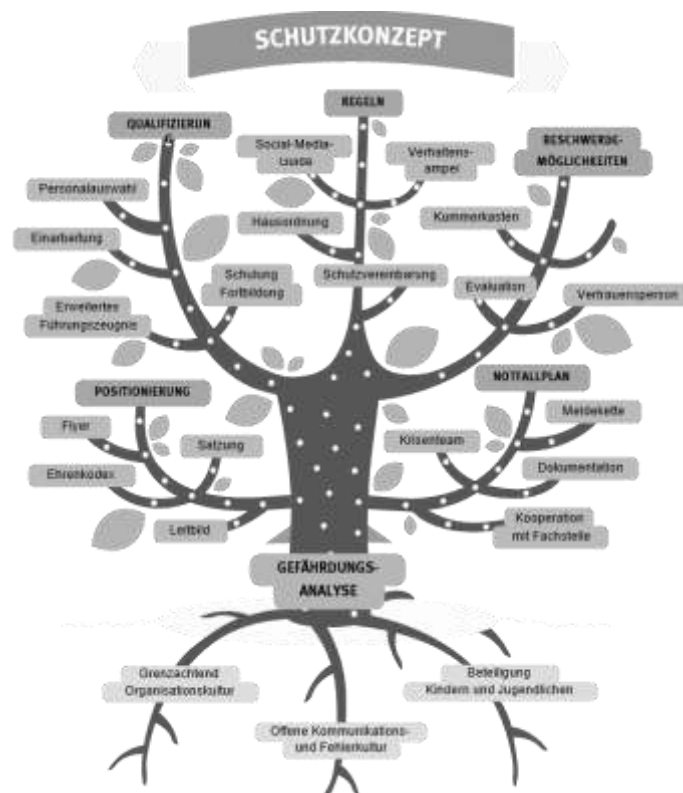 SCHUTZKONZEPT
REGELN
QUALIFIZIERUN
BESCHWERDE-
MÖGLICHKEITEN
Social-Media-
Guide
Verhaltens-
ampel
Personalauswahl
Hausordnung
Kummerkasten
Einarbeitung
Schulung
Fortbildung
Schutzvereinbarung
Evaluation
Vertrauensperson
Erweitertes
Führungszeugnis
POSITIONIERUNG
NOTFALLPLAN
Flyer
Satzung
Krisenteam
Meldekette
Ehrenkodex
Dokumentation
Leitbild
Kooperation
mit Fachstelle
GEFÄHRDUNGS-
ANALYSE
Grenzachtend
Organisationskultur
Beteiligung
Kindern und Jugendlichen
Offene Kommunikations-
und Fehlerkultur